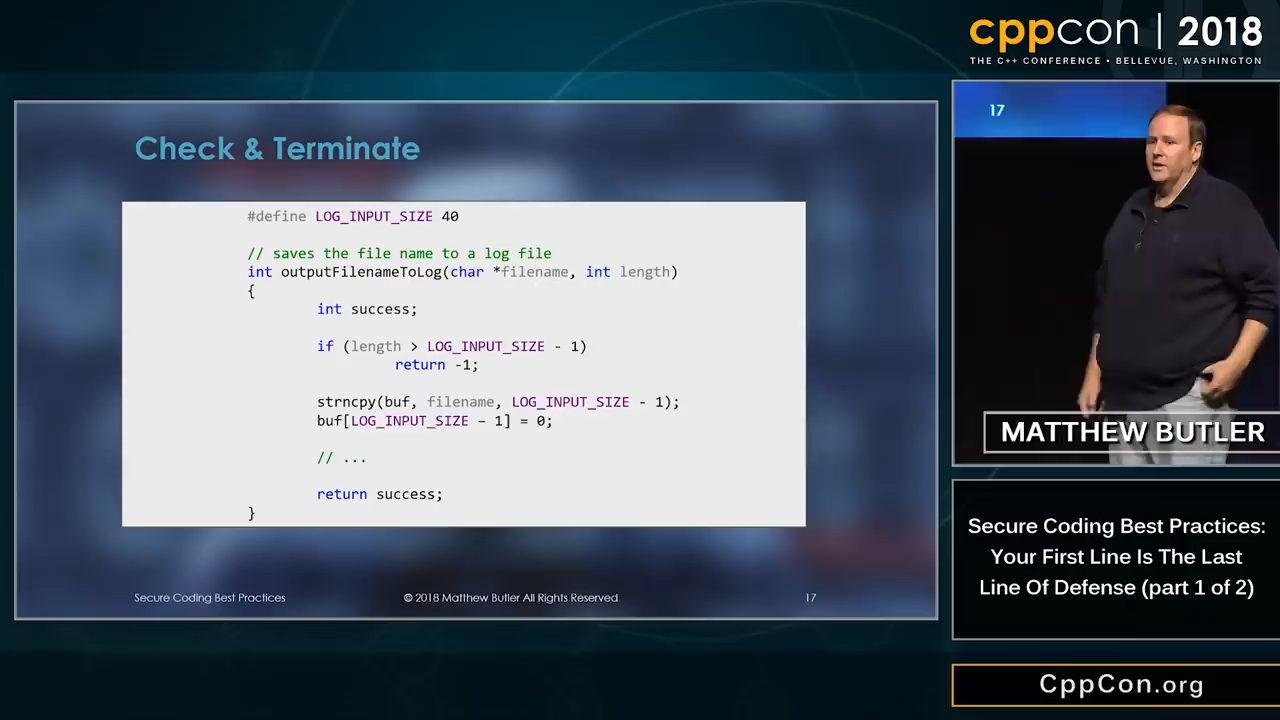 cppcon | 2018
THE C++ CONFERENCE • BELLEVUE, WASHINGTON
17
Check & Terminate
#define LOG_INPUT_SIZE 40
// saves the file name to a log file
int outputFilenameToLog(char *filename, int length)
{
int success;
if (length > LOG_INPUT_SIZE - 1)
return -1;
strncpy(buf, filename, LOG_INPUT_SIZE - 1);
buf[LOG_INPUT_SIZE – 1] = 0;
// ...
return success;
}
Secure Coding Best Practices
© 2018 Matthew Butler All Rights Reserved
17
MATTHEW BUTLER
Secure Coding Best Practices:
Your First Line Is The Last
Line Of Defense (part 1 of 2)
CppCon.org